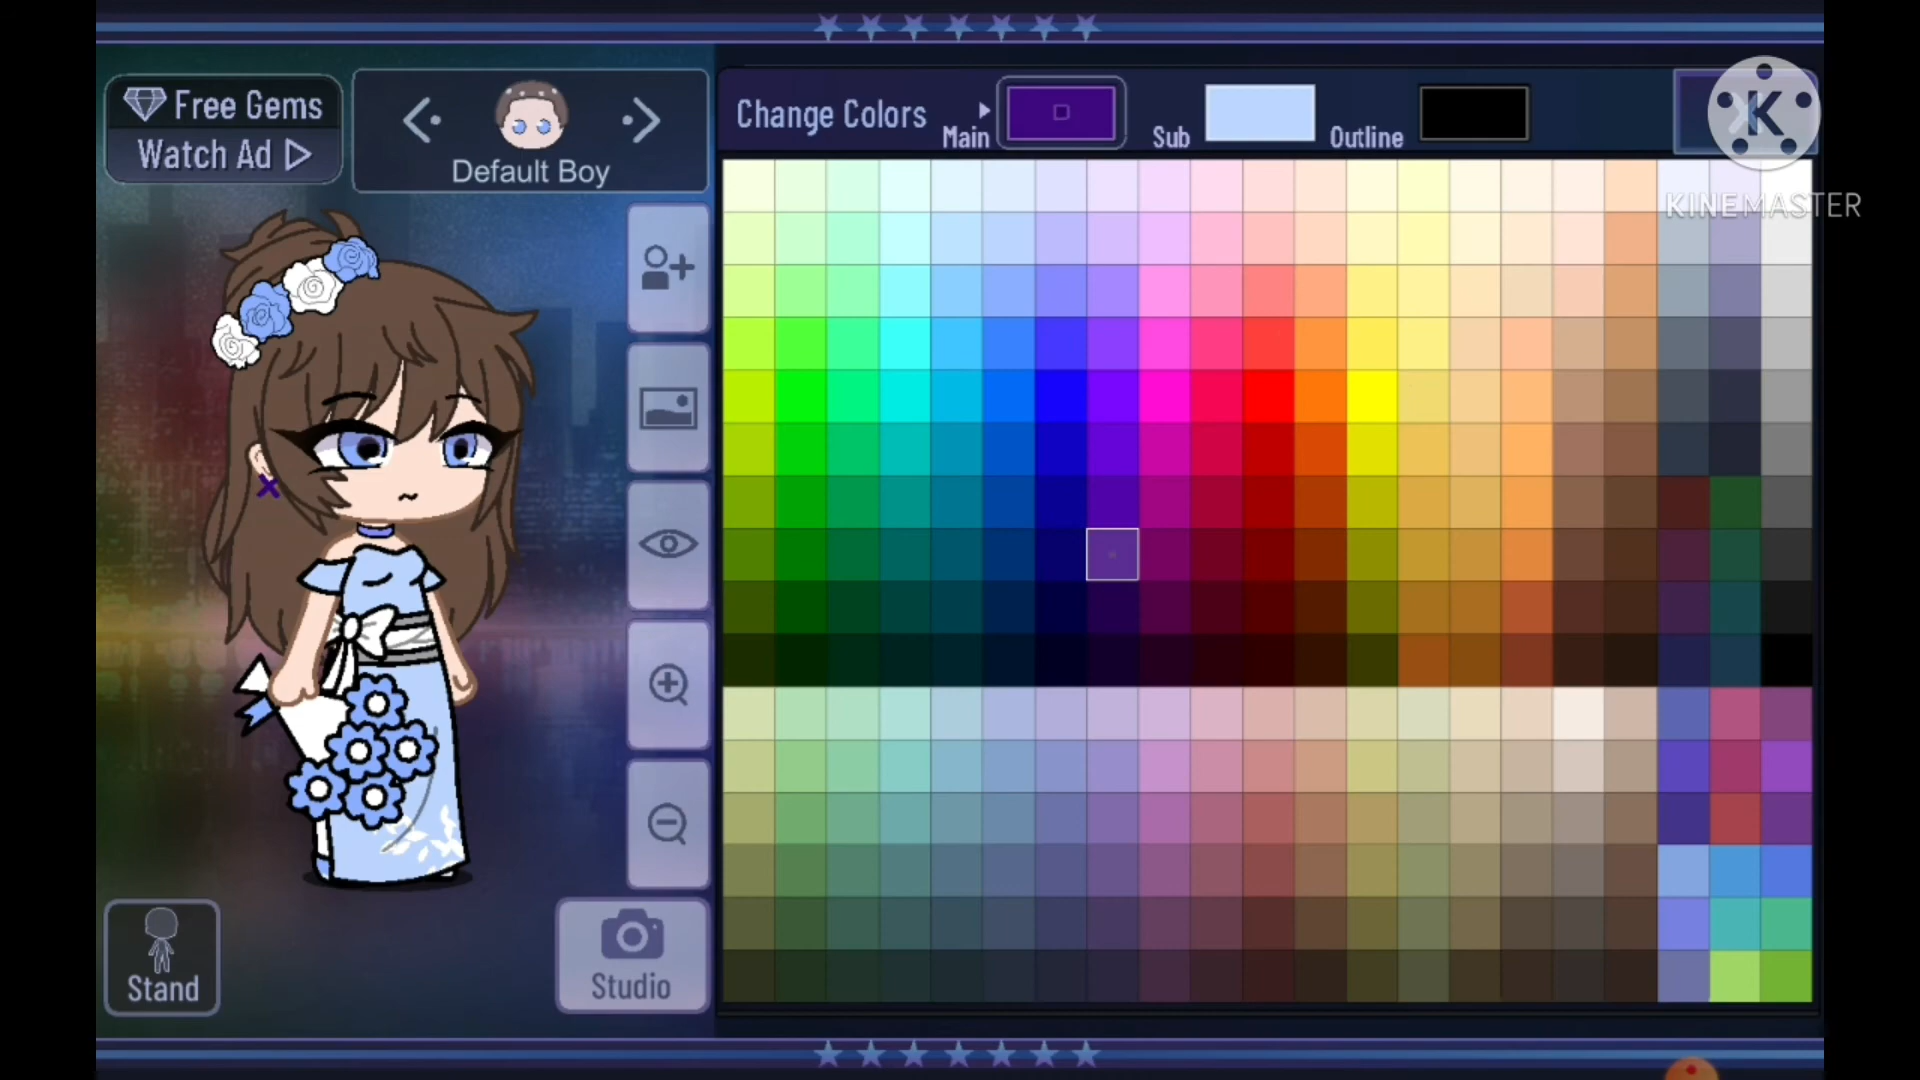 Free Gems
Watch Ad
Default Boy
Change Colors
Main
Sub
Outline
K
KINEMASTER
Stand
Studio